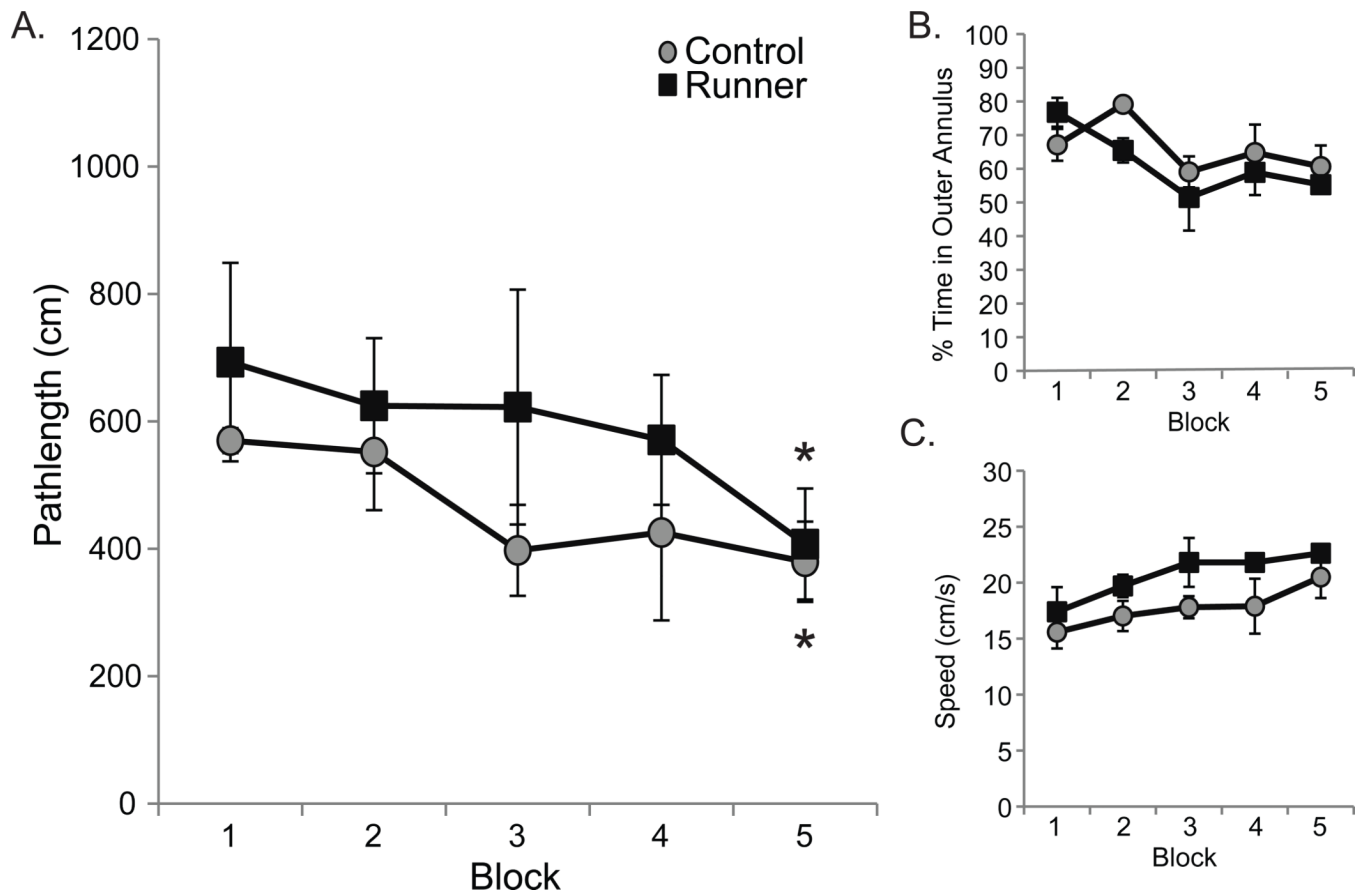 A.
Pathlength (cm)
1200
1000
800
600
400
200
0
Control
Runner
*
*
1 2 3 4 5
Block
B.
% Time in Outer Annulus
100
90
80
70
60
50
40
30
20
10
0
1 2 3 4 5
Block
C.
Speed (cm/s)
30
25
20
15
10
5
0
1 2 3 4 5
Block